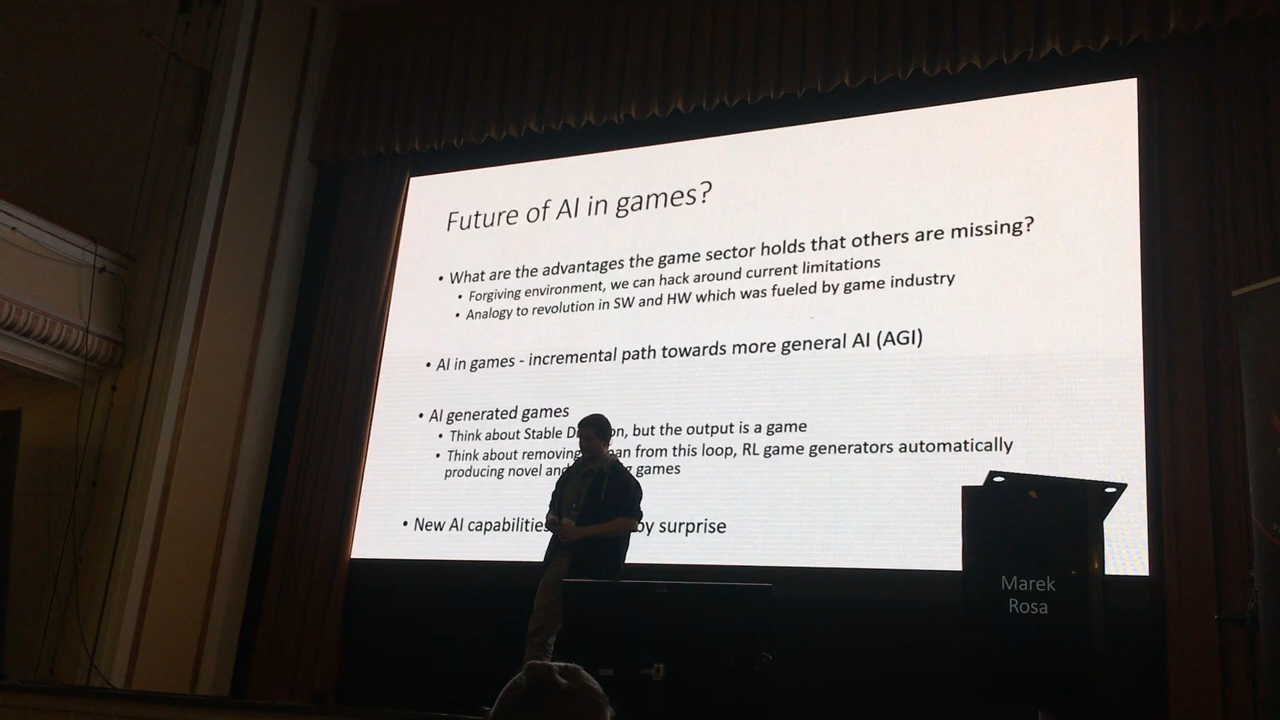 Future of AI in games?
• What are the advantages the game sector holds that others are missing?
• Forgiving environment, we can hack around current limitations
• Analogy to revolution in SW and HW which was fueled by game industry
• AI in games - incremental path towards more general AI (AGI)
• AI generated games
• Think about Stable D on, but the output is a game
• Think about removing an from this loop, RL game generators automatically
producing novel and games
• New AI capabilities by surprise
Marek
Rosa